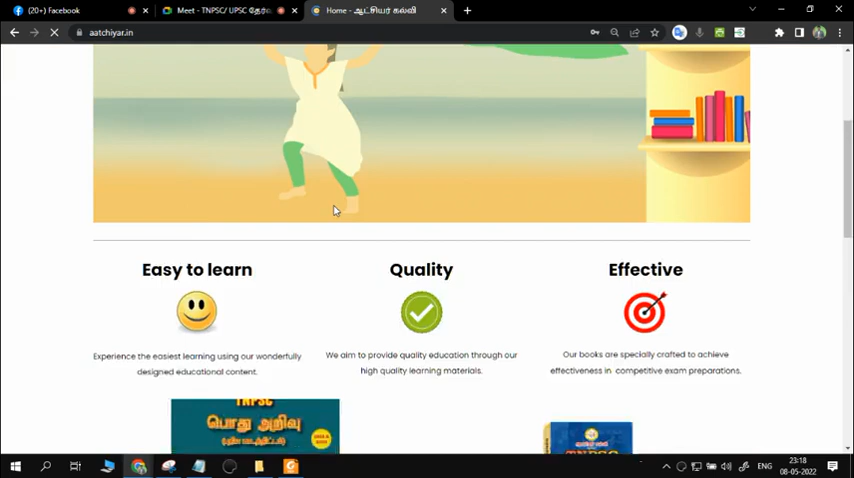 (20+) Facebook
Meet - TNPSC/ UPSC தேர்வு
Home - ஆட்சியர் கல்வி
aatchiyar.in
Easy to learn
Quality
Effective
Experience the easiest learning using our wonderfully
designed educational content.
We aim to provide quality education through our
high quality learning materials.
Our books are specially crafted to achieve
effectiveness in competitive exam preparations.
TNPSC
பொது அறிவு
(புதிய பாடத்திட்டம்)
TNPSC
ENG
23:18
08-05-2022